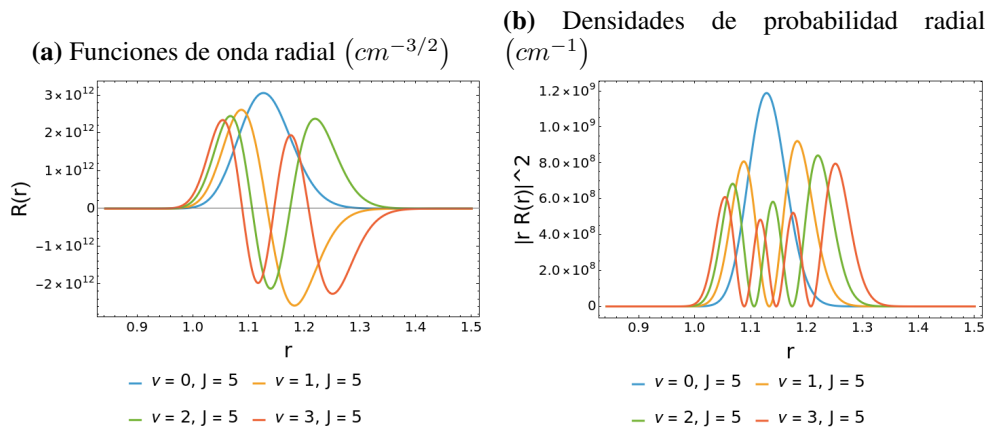 (a) Funciones de onda radial (cm^{-3/2})
3×10^{12}
2×10^{12}
1×10^{12}
0
−1×10^{12}
−2×10^{12}
R(r)
0.9 1.0 1.1 1.2 1.3 1.4 1.5
r
v = 0, J = 5 v = 1, J = 5
v = 2, J = 5 v = 3, J = 5
(b) Densidades de probabilidad radial
(cm^{-1})
1.2×10^9
1.0×10^9
8.0×10^8
6.0×10^8
4.0×10^8
2.0×10^8
0
|r R(r)|^2
0.9 1.0 1.1 1.2 1.3 1.4 1.5
r
v = 0, J = 5 v = 1, J = 5
v = 2, J = 5 v = 3, J = 5